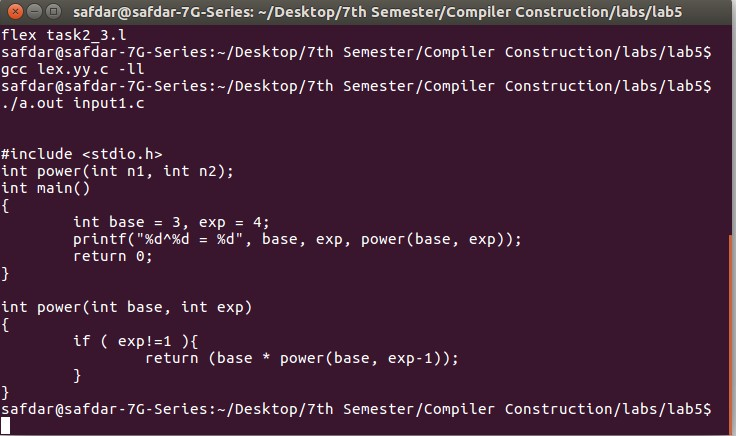 safdar@safdar-7G-Series: ~/Desktop/7th Semester/Compiler Construction/labs/lab5
flex task2_3.l
safdar@safdar-7G-Series:~/Desktop/7th Semester/Compiler Construction/labs/lab5$
gcc lex.yy.c -ll
safdar@safdar-7G-Series:~/Desktop/7th Semester/Compiler Construction/labs/lab5$
./a.out input1.c
#include <stdio.h>
int power(int n1, int n2);
int main()
{
        int base = 3, exp = 4;
        printf("%d^%d = %d", base, exp, power(base, exp));
        return 0;
}
int power(int base, int exp)
{
        if ( exp!=1 ){
                return (base * power(base, exp-1));
        }
}
safdar@safdar-7G-Series:~/Desktop/7th Semester/Compiler Construction/labs/lab5$